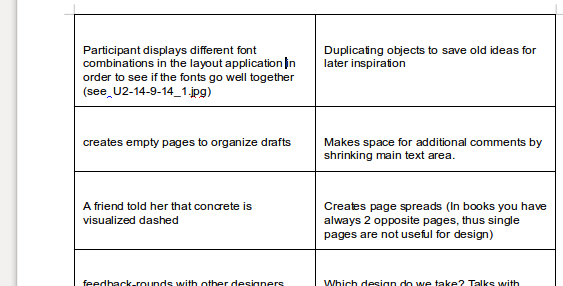 Participant displays different font
combinations in the layout application in
order to see if the fonts go well together
(see_U2-14-9-14_1.jpg)
Duplicating objects to save old ideas for
later inspiration
creates empty pages to organize drafts
Makes space for additional comments by
shrinking main text area.
A friend told her that concrete is
visualized dashed
Creates page spreads (In books you have
always 2 opposite pages, thus single
pages are not useful for design)
feedback-rounds with other designers
Which design do we take? Talks with